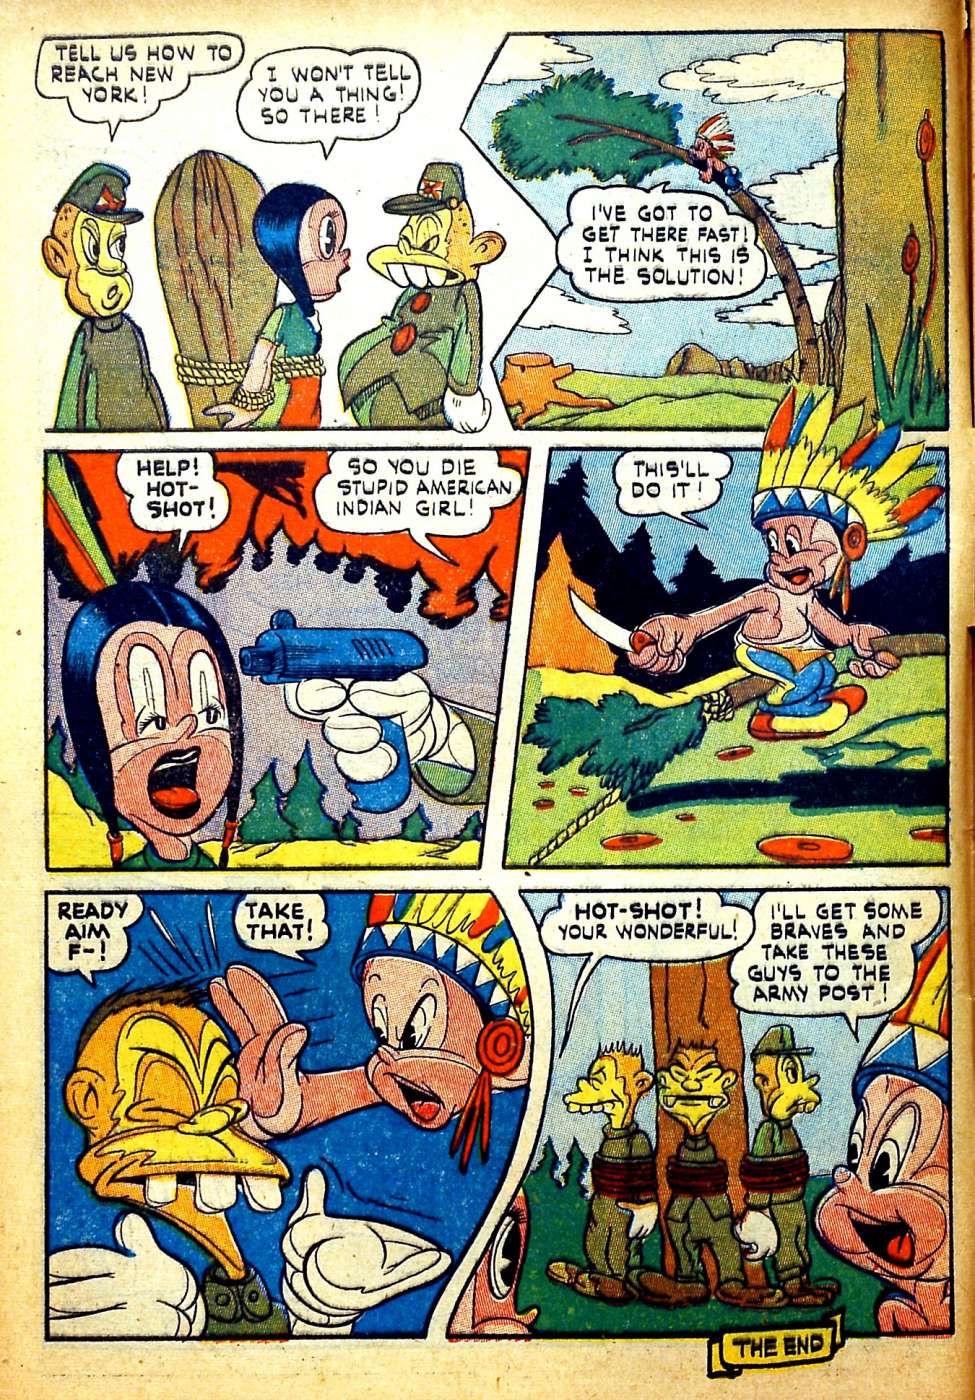 TELL US HOW TO
REACH NEW
YORK!
I WON'T TELL
YOU A THING!
SO THERE!
I'VE GOT TO
GET THERE FAST!
I THINK THIS IS
THE SOLUTION!
HELP!
HOT-
SHOT!
SO YOU DIE
STUPID AMERICAN
INDIAN GIRL!
THIS'LL
DO IT!
READY
AIM
F-!
TAKE
THAT!
HOT-SHOT!
YOUR WONDERFUL!
I'LL GET SOME
BRAVES AND
TAKE THESE
GUYS TO THE
ARMY POST!
THE END